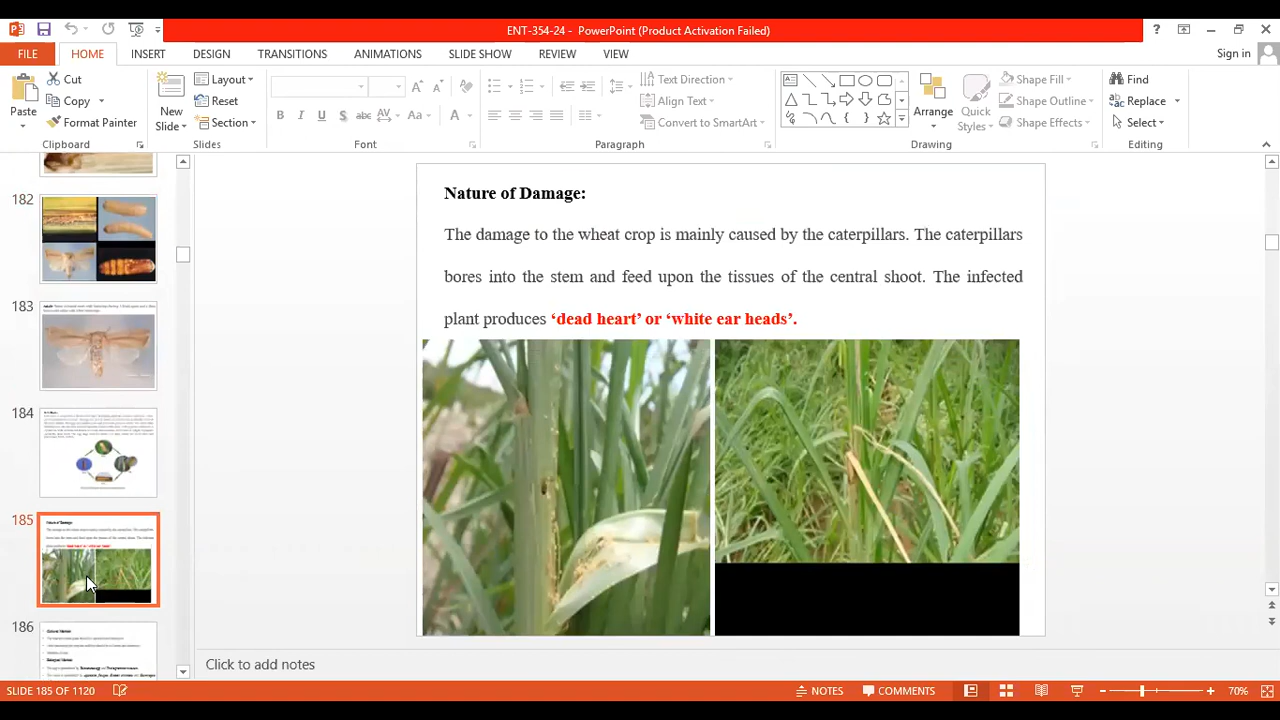 ENT-354-24 - PowerPoint (Product Activation Failed)
?
FILE HOME INSERT DESIGN TRANSITIONS ANIMATIONS SLIDE SHOW REVIEW VIEW Sign in
Paste
Cut
Copy
Format Painter
Clipboard
New Slide
Layout
Reset
Section
Slides
B I U S abc AV Aa A
Font
Text Direction
Align Text
Convert to SmartArt
Paragraph
Arrange
Quick Styles
Shape Fill
Shape Outline
Shape Effects
Drawing
Find
Replace
Select
Editing
182
183
184
185
186
Nature of Damage:
The damage to the wheat crop is mainly caused by the caterpillars. The caterpillars
bores into the stem and feed upon the tissues of the central shoot. The infected
plant produces ‘dead heart’ or ‘white ear heads’.
Click to add notes
SLIDE 185 OF 1120 NOTES COMMENTS 70%